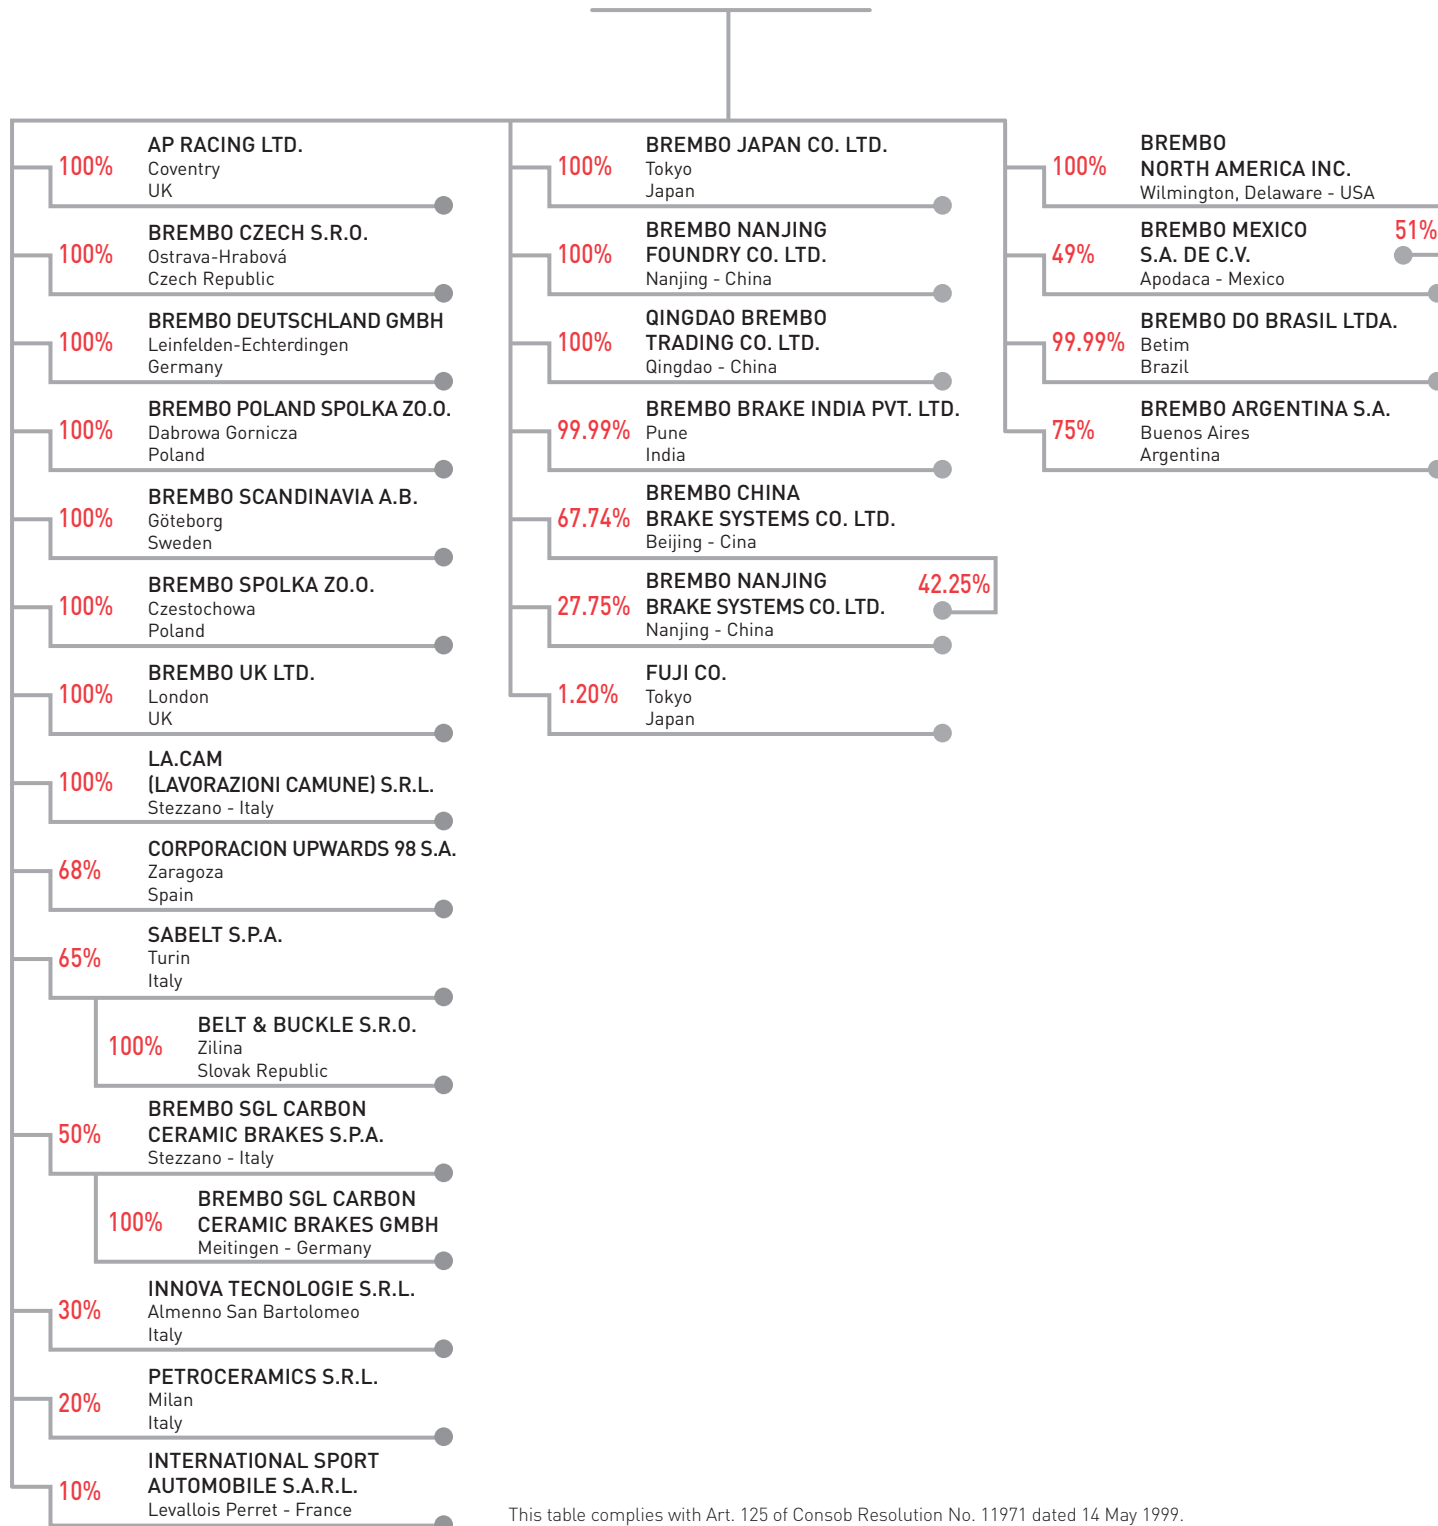 100%
AP RACING LTD.
Coventry
UK
100%
BREMBO CZECH S.R.O.
Ostrava-Hrabová
Czech Republic
100%
BREMBO DEUTSCHLAND GMBH
Leinfelden-Echterdingen
Germany
100%
BREMBO POLAND SPOLKA ZO.O.
Dabrowa Gornicza
Poland
100%
BREMBO SCANDINAVIA A.B.
Göteborg
Sweden
100%
BREMBO SPOLKA ZO.O.
Czestochowa
Poland
100%
BREMBO UK LTD.
London
UK
100%
LA.CAM
(LAVORAZIONI CAMUNE) S.R.L.
Stezzano - Italy
68%
CORPORACION UPWARDS 98 S.A.
Zaragoza
Spain
65%
SABELT S.P.A.
Turin
Italy
100%
BELT & BUCKLE S.R.O.
Zilina
Slovak Republic
50%
BREMBO SGL CARBON
CERAMIC BRAKES S.P.A.
Stezzano - Italy
100%
BREMBO SGL CARBON
CERAMIC BRAKES GMBH
Meitingen - Germany
30%
INNOVA TECNOLOGIE S.R.L.
Almenno San Bartolomeo
Italy
20%
PETROCERAMICS S.R.L.
Milan
Italy
10%
INTERNATIONAL SPORT
AUTOMOBILE S.A.R.L.
Levallois Perret - France
100%
BREMBO JAPAN CO. LTD.
Tokyo
Japan
100%
BREMBO NANJING
FOUNDRY CO. LTD.
Nanjing - China
100%
QINGDAO BREMBO
TRADING CO. LTD.
Qingdao - China
99.99%
BREMBO BRAKE INDIA PVT. LTD.
Pune
India
67.74%
BREMBO CHINA
BRAKE SYSTEMS CO. LTD.
Beijing - Cina
27.75%
BREMBO NANJING
BRAKE SYSTEMS CO. LTD.
Nanjing - China
42.25%
1.20%
FUJI CO.
Tokyo
Japan
100%
BREMBO
NORTH AMERICA INC.
Wilmington, Delaware - USA
49%
BREMBO MEXICO
S.A. DE C.V.
Apodaca - Mexico
51%
99.99%
BREMBO DO BRASIL LTDA.
Betim
Brazil
75%
BREMBO ARGENTINA S.A.
Buenos Aires
Argentina
This table complies with Art. 125 of Consob Resolution No. 11971 dated 14 May 1999.